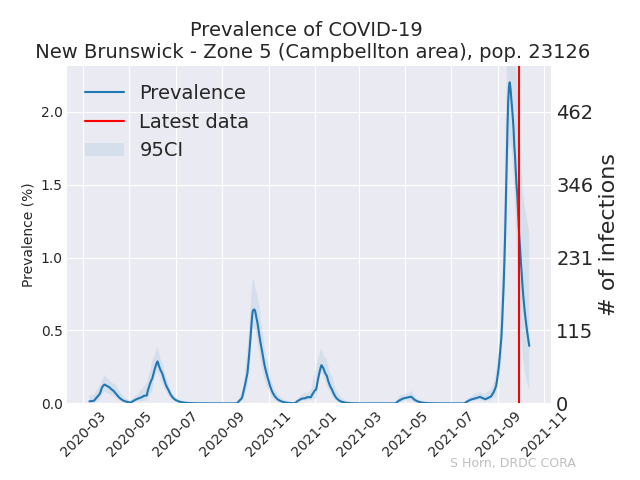 Prevalence of COVID-19
New Brunswick - Zone 5 (Campbellton area), pop. 23126
Prevalence
Latest data
95CI
Prevalence (%)
2.0
1.5
1.0
0.5
0.0
462
346
231
115
0
# of infections
2020-03
2020-05
2020-07
2020-09
2020-11
2021-01
2021-03
2021-05
2021-07
2021-09
2021-11
S Horn, DRDC CORA